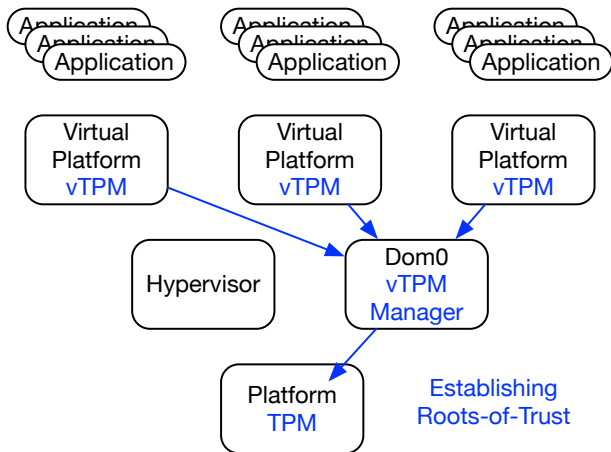 Application
Application
Application
Application
Application
Application
Application
Application
Application
Virtual
Platform
vTPM
Virtual
Platform
vTPM
Virtual
Platform
vTPM
Hypervisor
Dom0
vTPM
Manager
Platform
TPM
Establishing
Roots-of-Trust